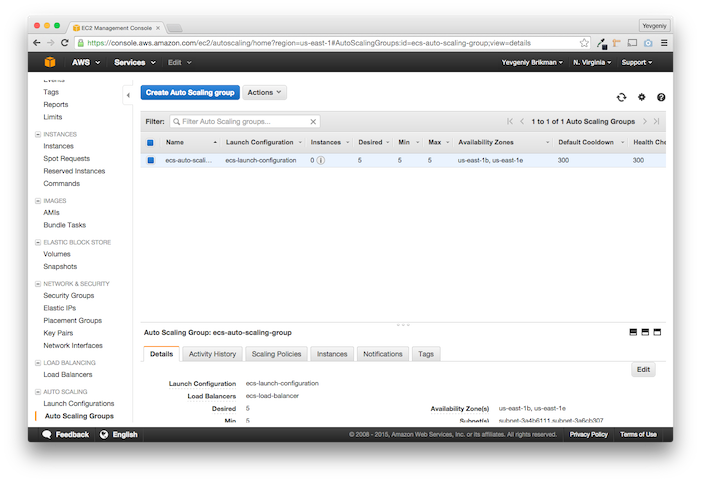 EC2 Management Console
Yevgeniy
https://console.aws.amazon.com/ec2/autoscaling/home?region=us-east-1#AutoScalingGroups:id=ecs-auto-scaling-group;view=details
AWS Services Edit Yevgeniy Brikman N. Virginia Support
Events
Tags
Reports
Limits
INSTANCES
Instances
Spot Requests
Reserved Instances
Commands
IMAGES
AMIs
Bundle Tasks
ELASTIC BLOCK STORE
Volumes
Snapshots
NETWORK & SECURITY
Security Groups
Elastic IPs
Placement Groups
Key Pairs
Network Interfaces
LOAD BALANCING
Load Balancers
AUTO SCALING
Launch Configurations
Auto Scaling Groups
Create Auto Scaling group Actions
Filter: Filter Auto Scaling groups... 1 to 1 of 1 Auto Scaling Groups
Name Launch Configuration Instances Desired Min Max Availability Zones Default Cooldown Health Che
ecs-auto-scali... ecs-launch-configuration 0 5 5 5 us-east-1b, us-east-1e 300 300
Auto Scaling Group: ecs-auto-scaling-group
Details Activity History Scaling Policies Instances Notifications Tags
Edit
Launch Configuration ecs-launch-configuration
Load Balancers ecs-load-balancer
Desired 5 Availability Zone(s) us-east-1b, us-east-1e
Min 5 Subnet(s) subnet-3a4b6111,subnet-3a6cb307
Feedback English © 2008 - 2015, Amazon Web Services, Inc. or its affiliates. All rights reserved. Privacy Policy Terms of Use